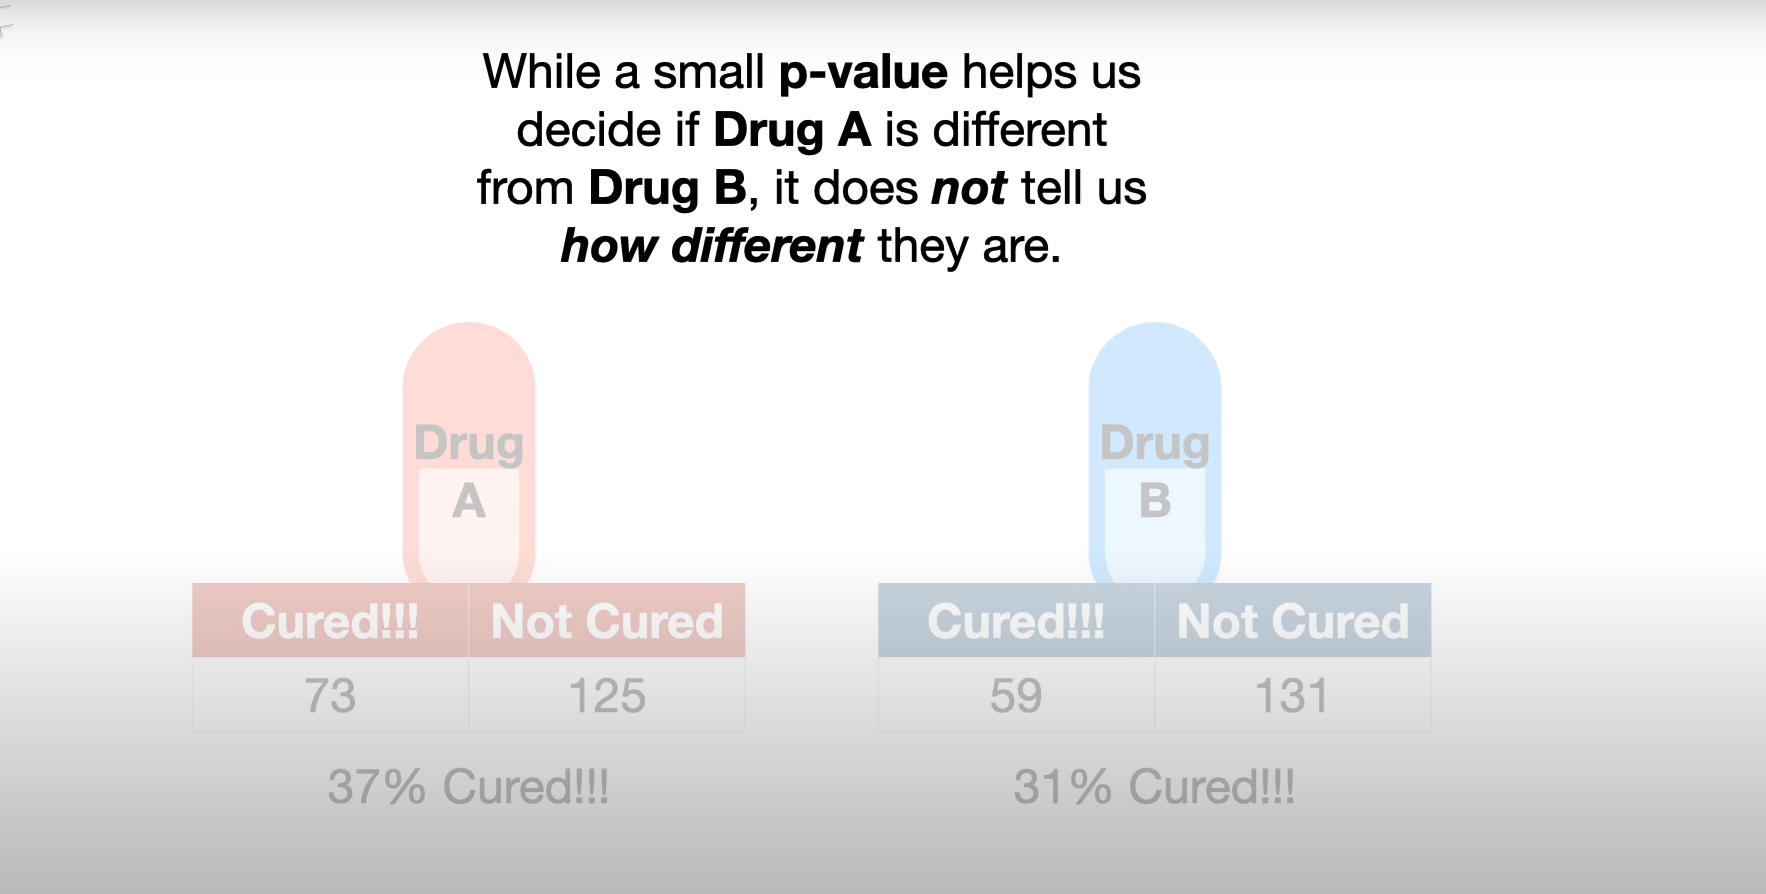 While a small p-value helps us
decide if Drug A is different
from Drug B, it does not tell us
how different they are.
Drug
A
Drug
B
Cured!!! Not Cured
73 125
37% Cured!!!
Cured!!! Not Cured
59 131
31% Cured!!!